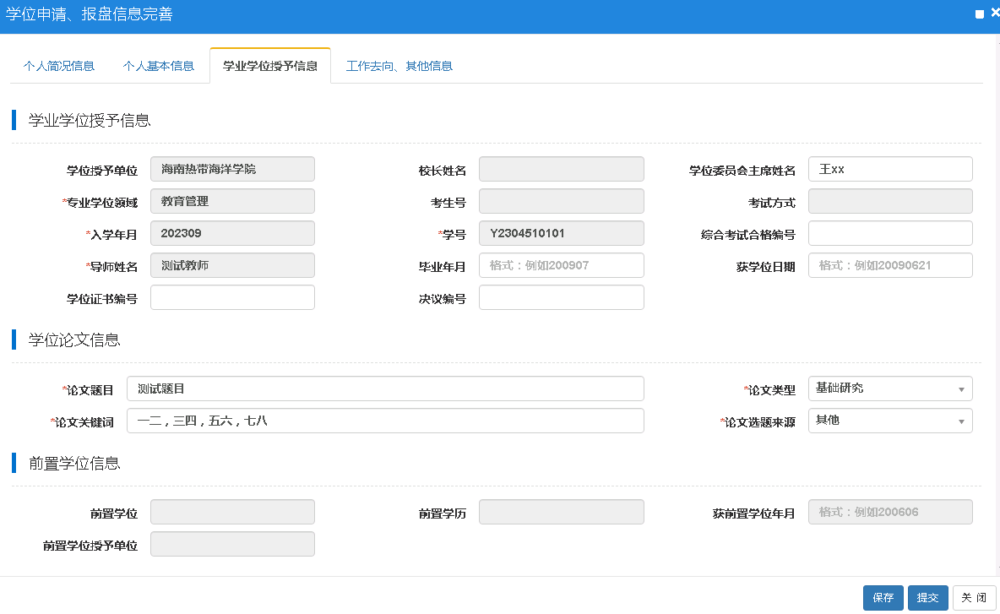 学位申请、报盘信息完善
个人简况信息 个人基本信息 学业学位授予信息 工作去向、其他信息
学业学位授予信息
学位授予单位 海南热带海洋学院 校长姓名 学位委员会主席姓名 王xx
*专业学位领域 教育管理 考生号 考试方式
*入学年月 202309 *学号 Y2304510101 综合考试合格编号
*导师姓名 测试教师 毕业年月 格式：例如200907 获学位日期 格式：例如20090621
学位证书编号 决议编号
学位论文信息
*论文题目 测试题目 *论文类型 基础研究
*论文关键词 一二，三四，五六，七八 *论文选题来源 其他
前置学位信息
前置学位 前置学历 获前置学位年月 格式：例如200606
前置学位授予单位
保存 提交 关 闭